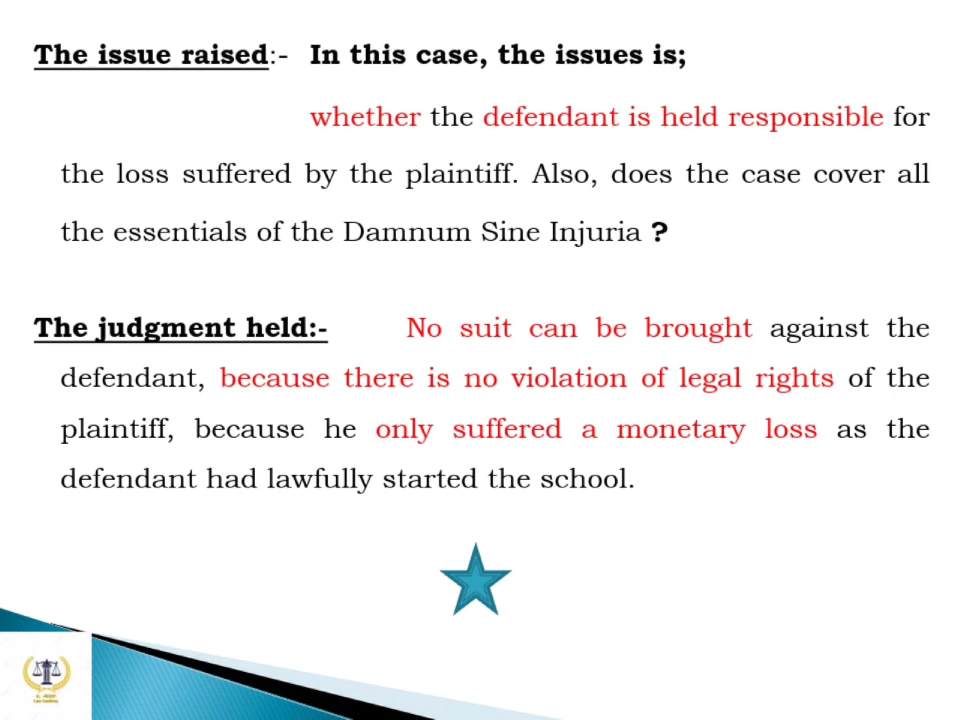 The issue raised:- In this case, the issues is;
whether the defendant is held responsible for
the loss suffered by the plaintiff. Also, does the case cover all
the essentials of the Damnum Sine Injuria ?
The judgment held:- No suit can be brought against the
defendant, because there is no violation of legal rights of the
plaintiff, because he only suffered a monetary loss as the
defendant had lawfully started the school.